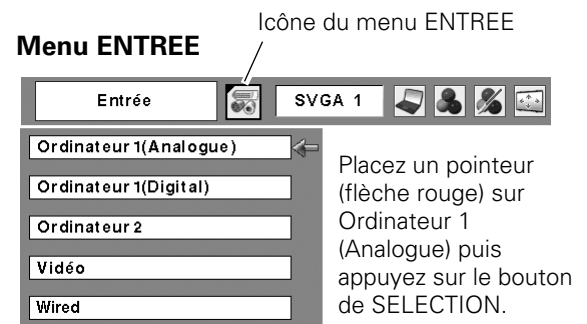 Icône du menu ENTREE
Menu ENTREE
Entrée
SVGA 1
Ordinateur 1(Analogue)
Ordinateur 1(Digital)
Ordinateur 2
Vidéo
Wired
Placez un pointeur
(flèche rouge) sur
Ordinateur 1
(Analogue) puis
appuyez sur le bouton
de SELECTION.